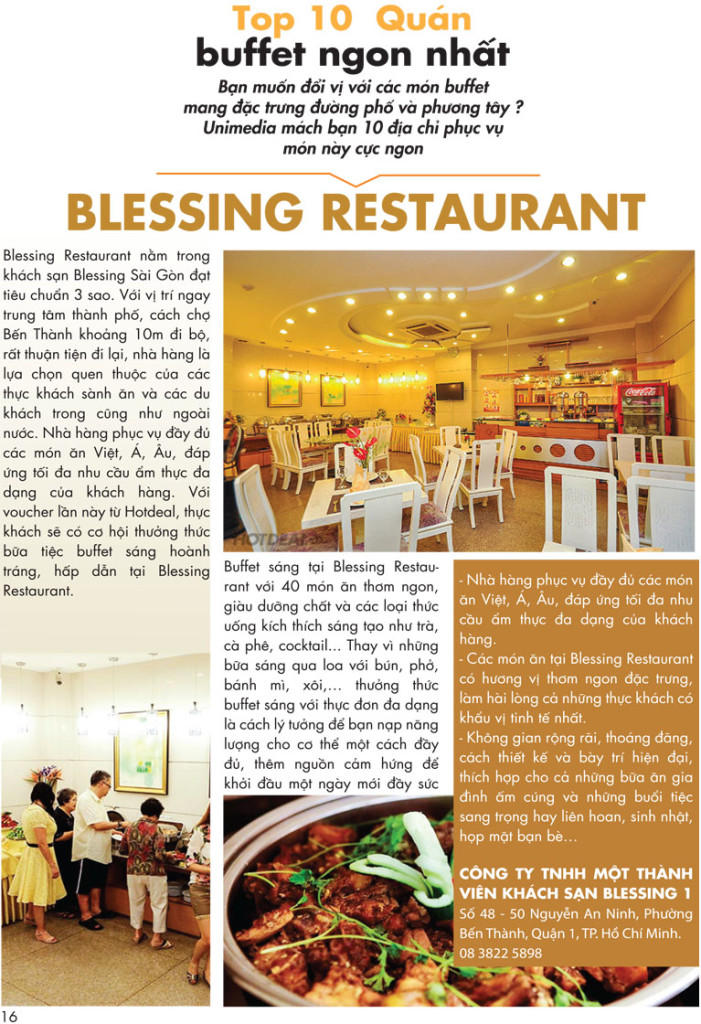 Top 10 Quán
buffet ngon nhất
Bạn muốn đổi vị với các món buffet
mang đặc trưng đường phố và phương tây ?
Unimedia mách bạn 10 địa chỉ phục vụ
món này cực ngon
BLESSING RESTAURANT
Blessing Restaurant nằm trong
khách sạn Blessing Sài Gòn đạt
tiêu chuẩn 3 sao. Với vị trí ngay
trung tâm thành phố, cách chợ
Bến Thành khoảng 10m đi bộ,
rất thuận tiện đi lại, nhà hàng là
lựa chọn quen thuộc của các
thực khách sành ăn và các du
khách trong cũng như ngoài
nước. Nhà hàng phục vụ đầy đủ
các món ăn Việt, Á, Âu, đáp
ứng tối đa nhu cầu ẩm thực đa
dạng của khách hàng. Với
voucher lần này từ Hotdeal, thực
khách sẽ có cơ hội thưởng thức
bữa tiệc buffet sáng hoành
tráng, hấp dẫn tại Blessing
Restaurant.
Coca-Cola
HOTDEAL
Buffet sáng tại Blessing Restau-
rant với 40 món ăn thơm ngon,
giàu dưỡng chất và các loại thức
uống kích thích sáng tạo như trà,
cà phê, cocktail... Thay vì những
bữa sáng qua loa với bún, phở,
bánh mì, xôi,... thưởng thức
buffet sáng với thực đơn đa dạng
là cách lý tưởng để bạn nạp năng
lượng cho cơ thể một cách đầy
đủ, thêm nguồn cảm hứng để
khởi đầu một ngày mới đầy sức
- Nhà hàng phục vụ đầy đủ các món
ăn Việt, Á, Âu, đáp ứng tối đa nhu
cầu ẩm thực đa dạng của khách
hàng.
- Các món ăn tại Blessing Restaurant
có hương vị thơm ngon đặc trưng,
làm hài lòng cả những thực khách có
khẩu vị tinh tế nhất.
- Không gian rộng rãi, thoáng đãng,
cách thiết kế và bày trí hiện đại,
thích hợp cho cả những bữa ăn gia
đình ấm cúng và những buổi tiệc
sang trọng hay liên hoan, sinh nhật,
họp mặt bạn bè...
CÔNG TY TNHH MỘT THÀNH
VIÊN KHÁCH SẠN BLESSING 1
Số 48 - 50 Nguyễn An Ninh, Phường
Bến Thành, Quận 1, TP. Hồ Chí Minh.
08 3822 5898
16